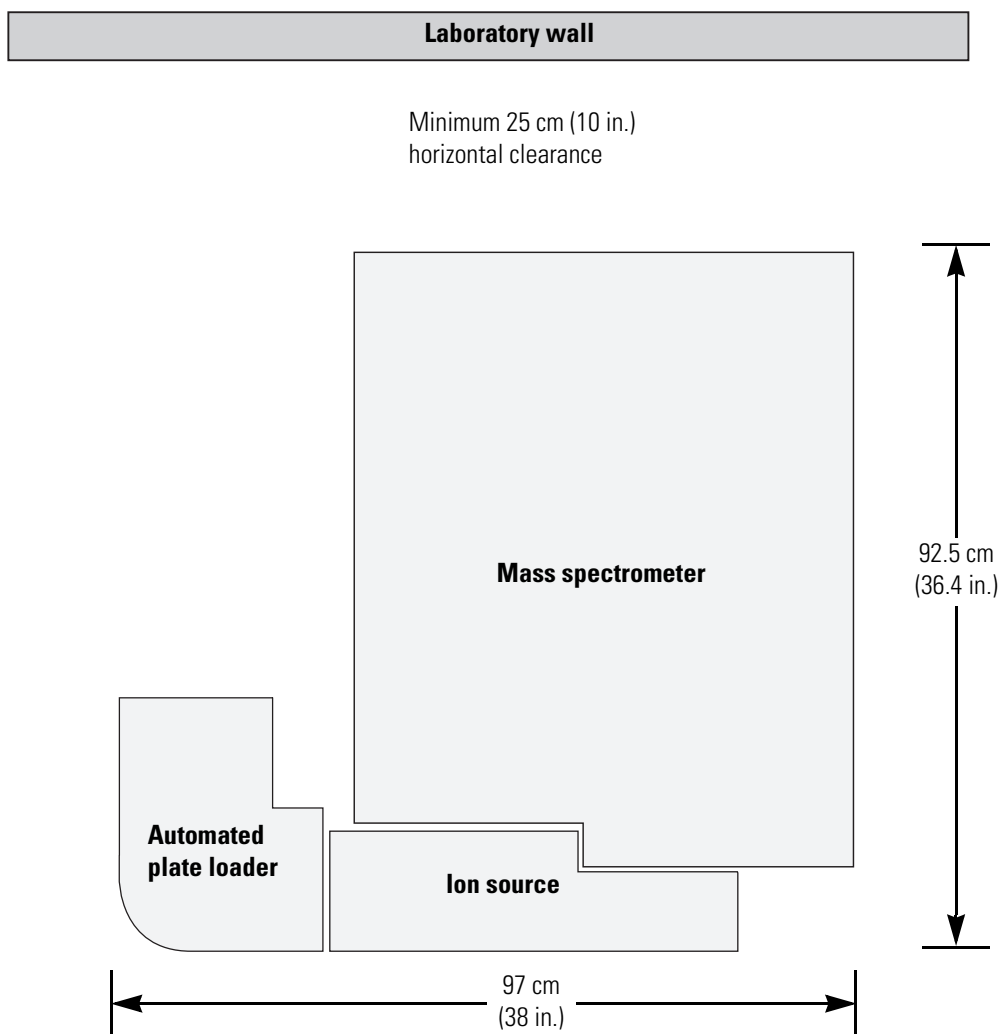 Laboratory wall
Minimum 25 cm (10 in.)
horizontal clearance
Mass spectrometer
92.5 cm
(36.4 in.)
Automated
plate loader
Ion source
97 cm
(38 in.)